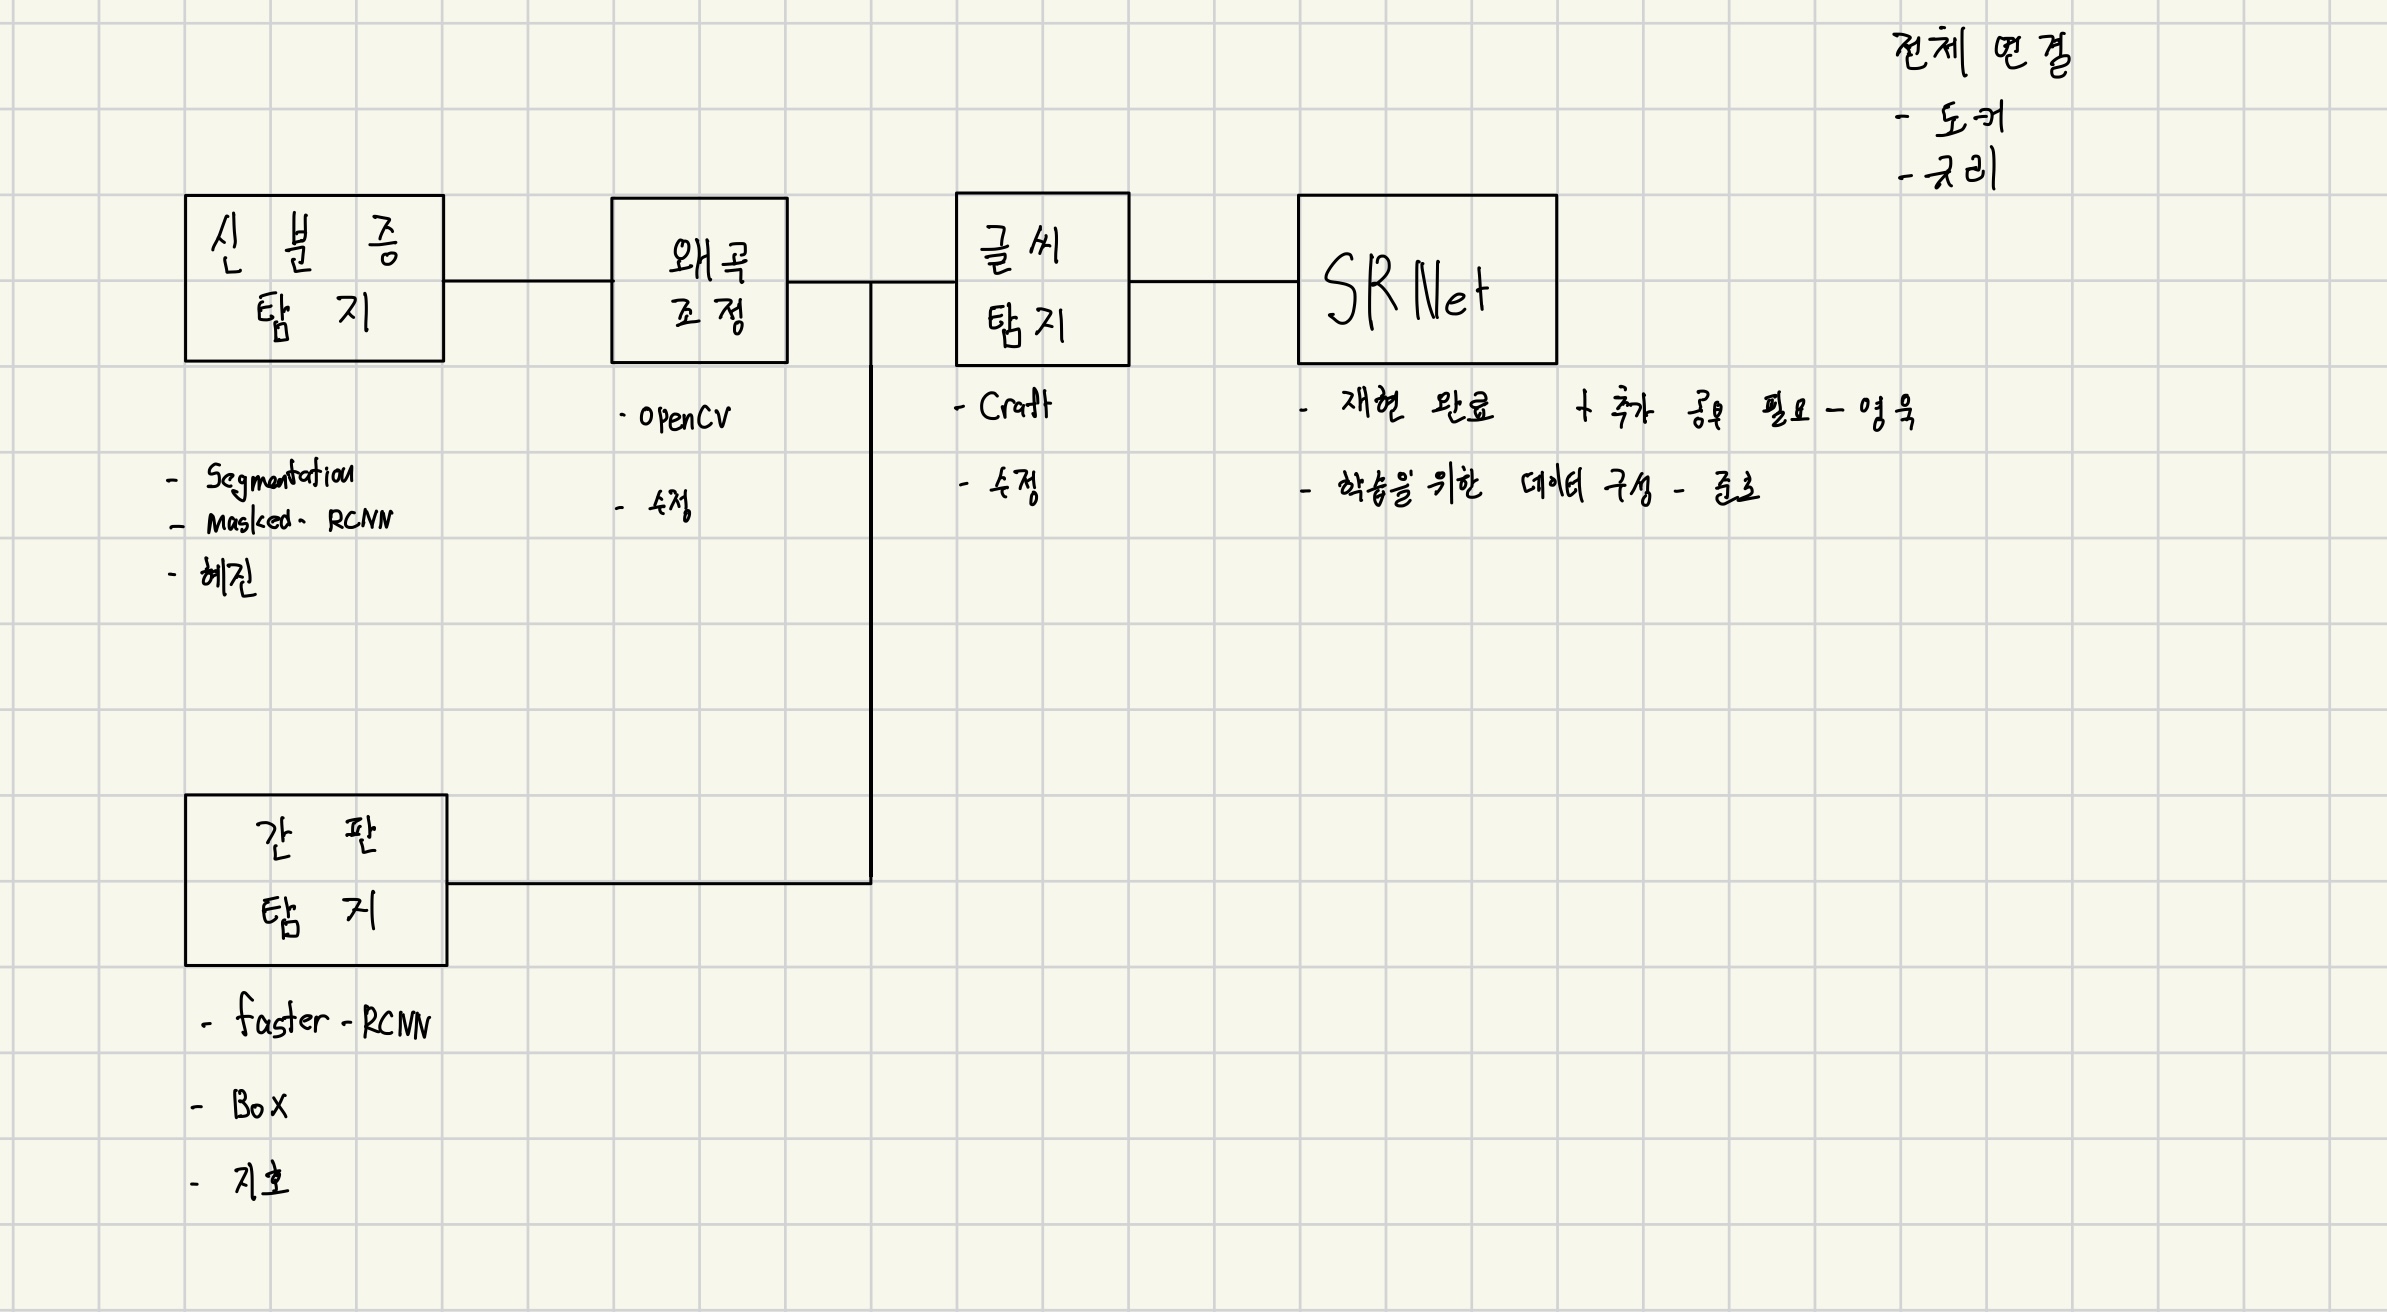 전체 연결
- 도커
- 규리
신 분 증
탐 지
왜곡
조정
글씨
탐지
SRNet
- Segmentation
- Masked-RCNN
- 혜진
- OpenCV
- 수정
- Craft
- 수정
- 재현 완료 + 추가 공부 필요 - 영욱
- 학습을 위한 데이터 구성 - 준호
간 판
탐 지
- faster-RCNN
- Box
- 지호